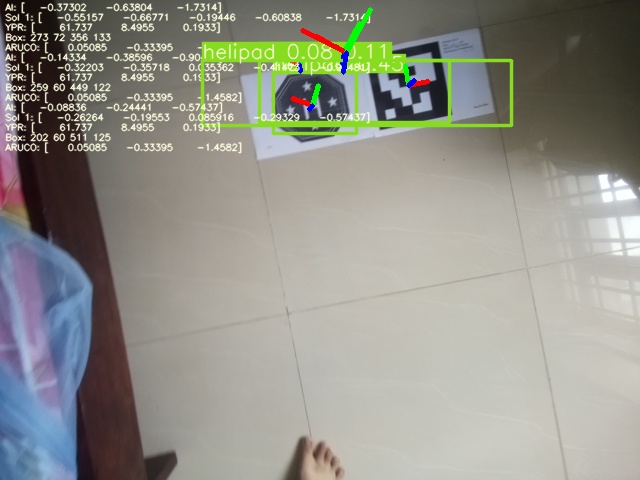 AI: [ -0.37302 -0.63804 -1.7314]
Sol 1: [ -0.55157 -0.66771 -0.19446 -0.60838 -1.7314]
YPR: [ 61.737 8.4955 0.1933]
Box: 273 72 356 133
ARUCO: [ 0.05085 -0.33395
AI: [ -0.14334 -0.38596 -0.90
Sol 1: [ -0.32203 -0.35718
YPR: [ 61.737 8.4955 0.1933]
Box: 259 60 449 122
ARUCO: [ 0.05085 -0.33395 -1.4582]
AI: [ -0.08836 -0.24441 -0.57437]
Sol 1: [ -0.26264 -0.19553 0.085916 -0.29329 -0.57437]
YPR: [ 61.737 8.4955 0.1933]
Box: 202 60 511 125
ARUCO: [ 0.05085 -0.33395 -1.4582]
helipad 0.08 0.11